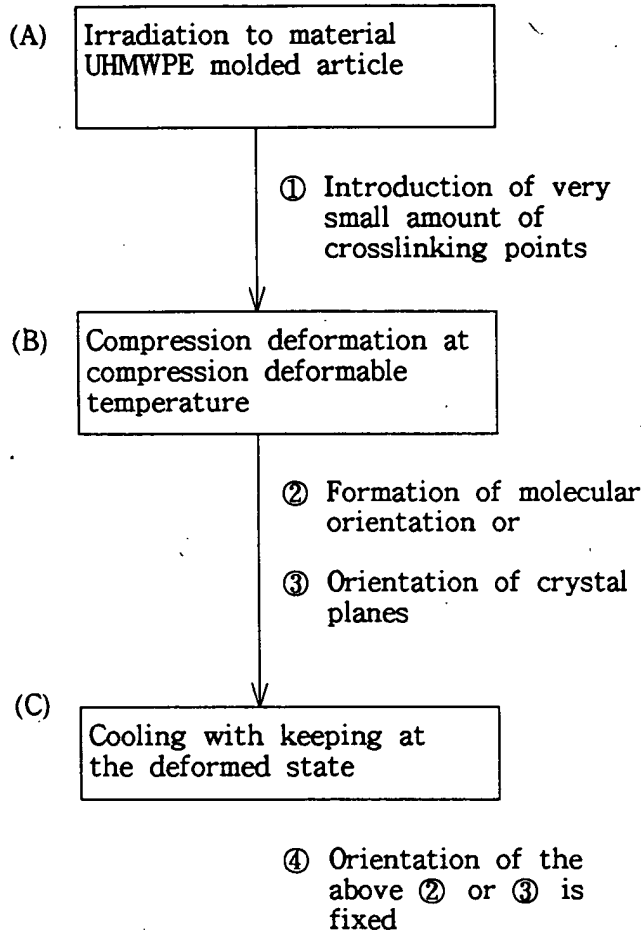 (A) Irradiation to material
UHMWPE molded article
① Introduction of very
small amount of
crosslinking points
(B) Compression deformation at
compression deformable
temperature
② Formation of molecular
orientation or
③ Orientation of crystal
planes
(C)
Cooling with keeping at
the deformed state
④ Orientation of the
above ② or ③ is
fixed